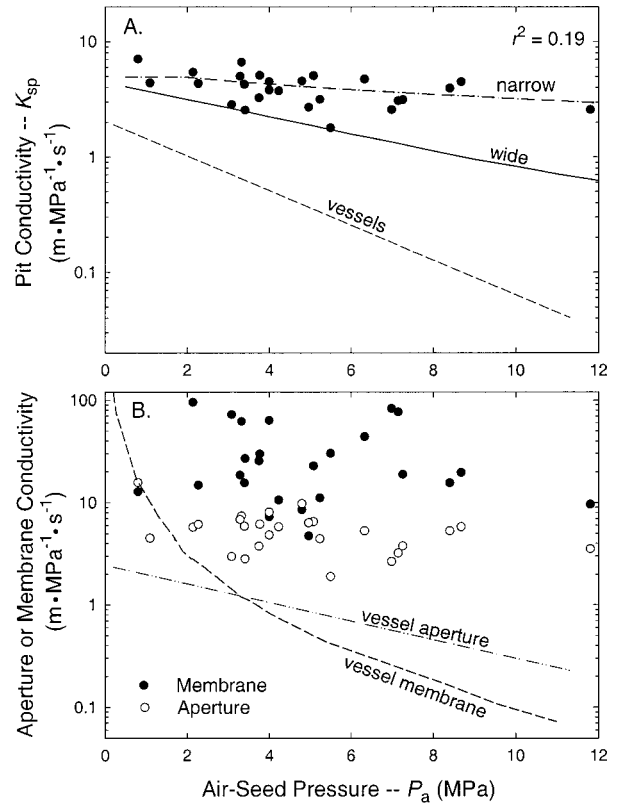 A.
r² = 0.19
10
1
0.1
narrow
wide
vessels
Pit Conductivity -- Ksp
(m•MPa⁻¹•s⁻¹)
0 2 4 6 8 10 12
B.
100
10
1
0.1
vessel aperture
vessel membrane
Membrane
Aperture
Aperture or Membrane Conductivity
(m•MPa⁻¹•s⁻¹)
0 2 4 6 8 10 12
Air-Seed Pressure -- Pa (MPa)